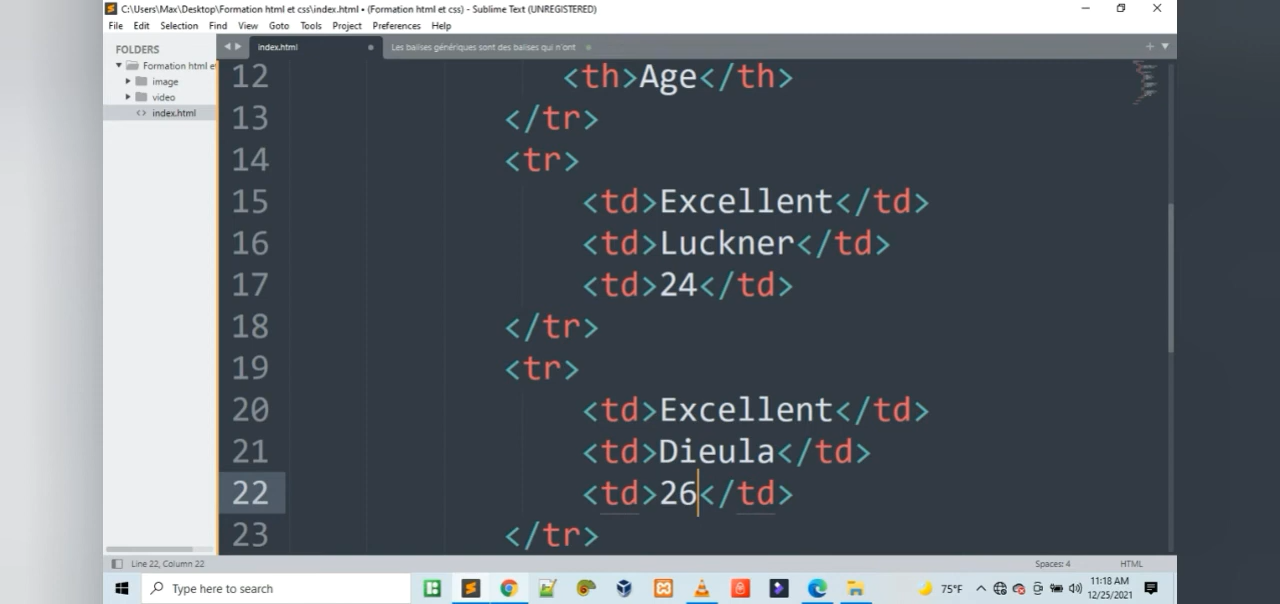 C:\Users\Max\Desktop\Formation html et css\index.html • (Formation html et css) - Sublime Text (UNREGISTERED)
File Edit Selection Find View Goto Tools Project Preferences Help
FOLDERS
Formation html e
image
video
<> index.html
index.html
Les balises génériques sont des balises qui n'ont
12 <th>Age</th>
13 </tr>
14 <tr>
15 <td>Excellent</td>
16 <td>Luckner</td>
17 <td>24</td>
18 </tr>
19 <tr>
20 <td>Excellent</td>
21 <td>Dieula</td>
22 <td>26</td>
23 </tr>
Line 22, Column 22
Spaces: 4
HTML
Type here to search
75°F
11:18 AM
12/25/2021